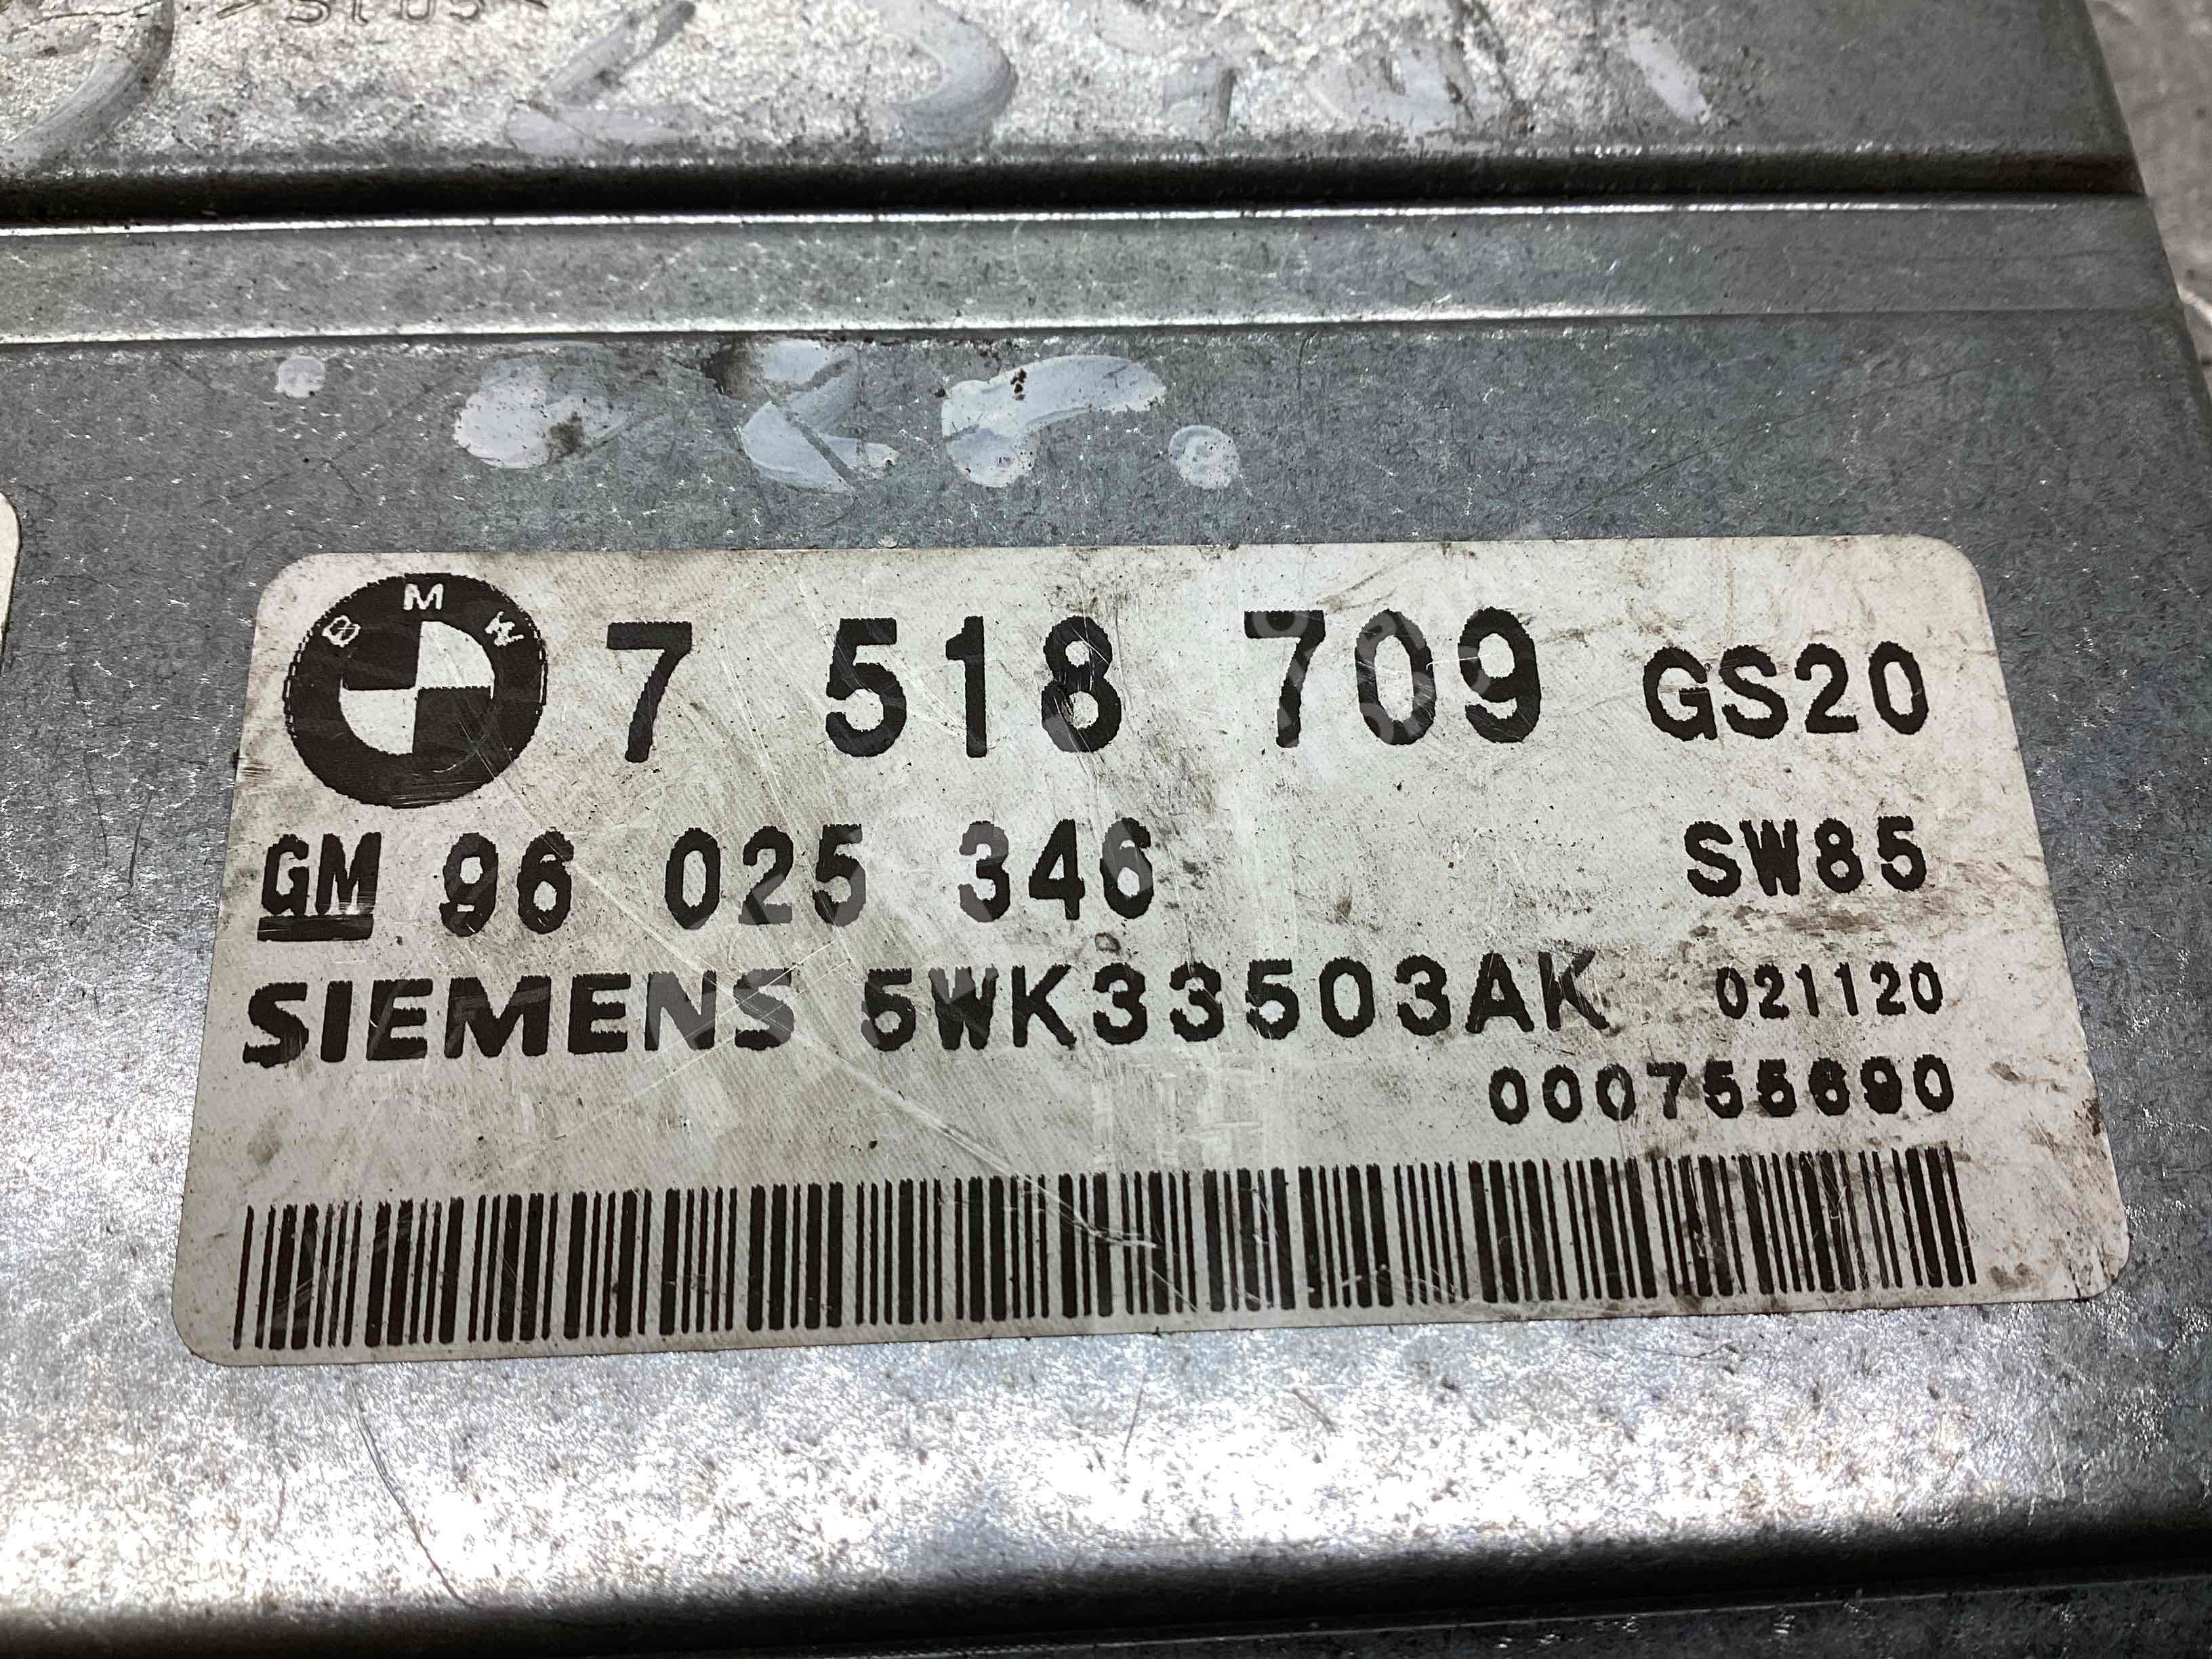 BMW 7 518 709 GS20
GM 96 025 346 SW85
SIEMENS 5WK33503AK 021120
000755690